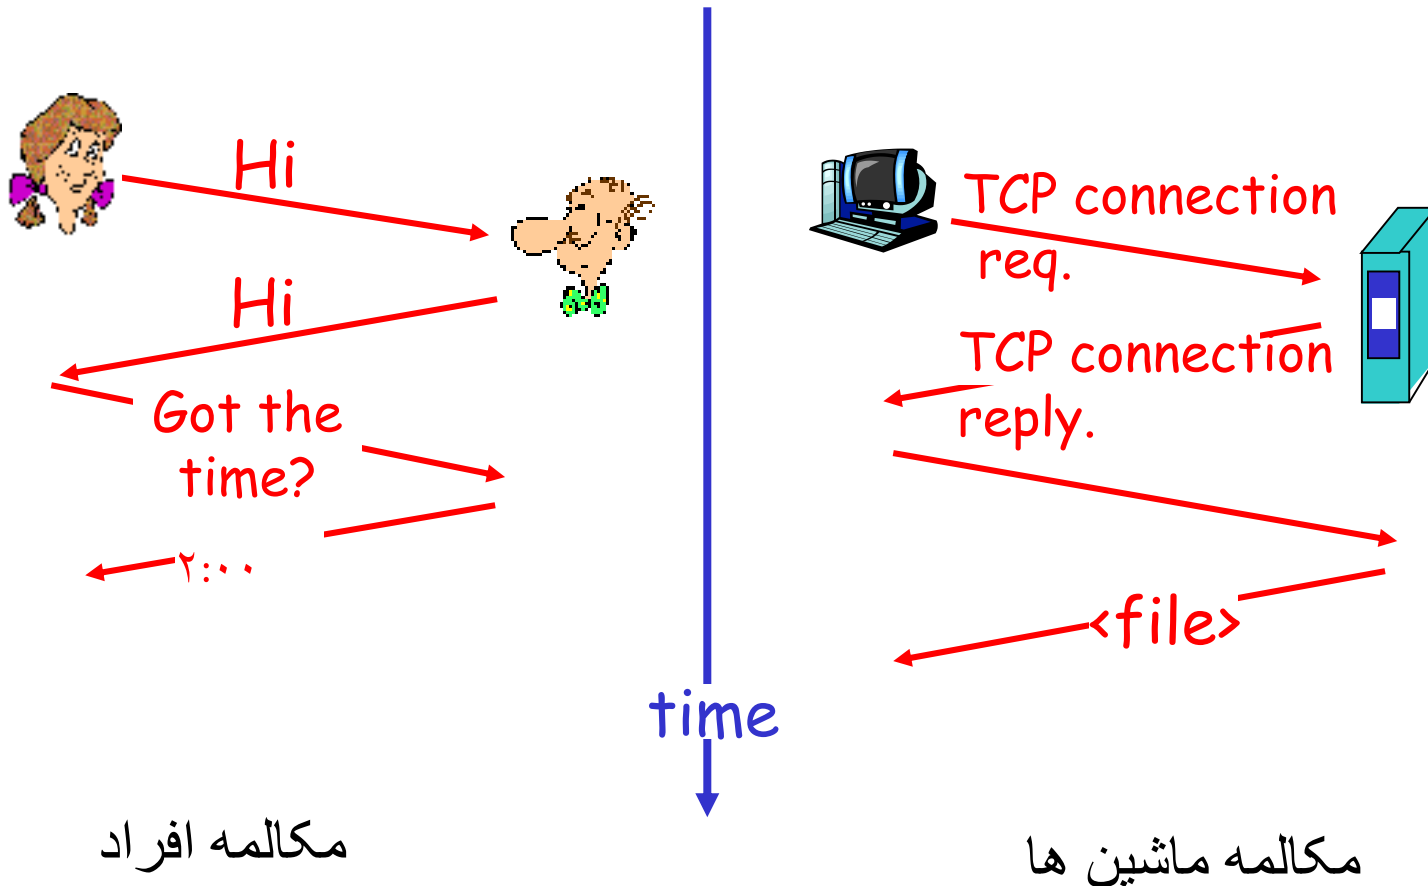 Hi
Hi
Got the
time?
۲:۰۰
TCP connection
req.
TCP connection
reply.
<file>
time
مکالمه افراد
مکالمه ماشین ها